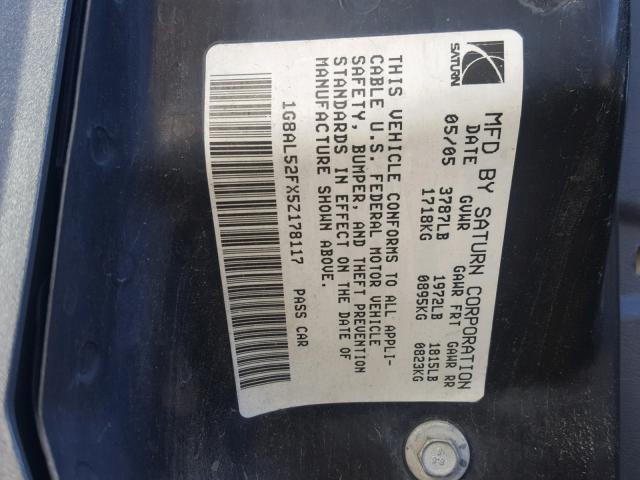 SATURN
MFD BY SATURN CORPORATION
DATE GVWR GAWR FRT GAWR RR
05/05 3787LB 1972LB 1815LB
1718KG 0895KG 0823KG
THIS VEHICLE CONFORMS TO ALL APPLI-
CABLE U.S. FEDERAL MOTOR VEHICLE
SAFETY, BUMPER, AND THEFT PREVENTION
STANDARDS IN EFFECT ON THE DATE OF
MANUFACTURE SHOWN ABOVE.
1G8AL52FX5Z178117 PASS CAR